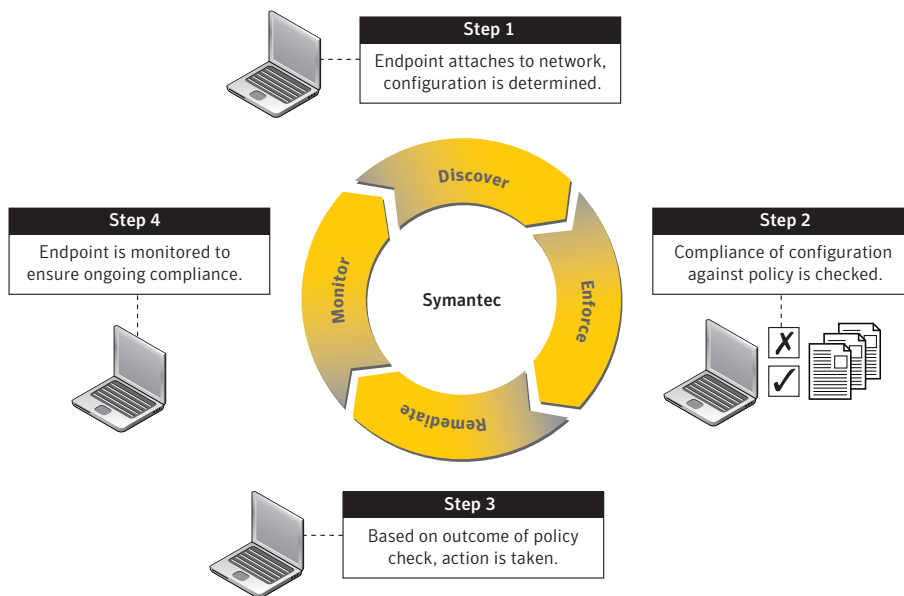 Step 1
Endpoint attaches to network,
configuration is determined.
Discover
Step 4
Endpoint is monitored to
ensure ongoing compliance.
Monitor
Symantec
Enforce
Step 2
Compliance of configuration
against policy is checked.
Remediate
Step 3
Based on outcome of policy
check, action is taken.